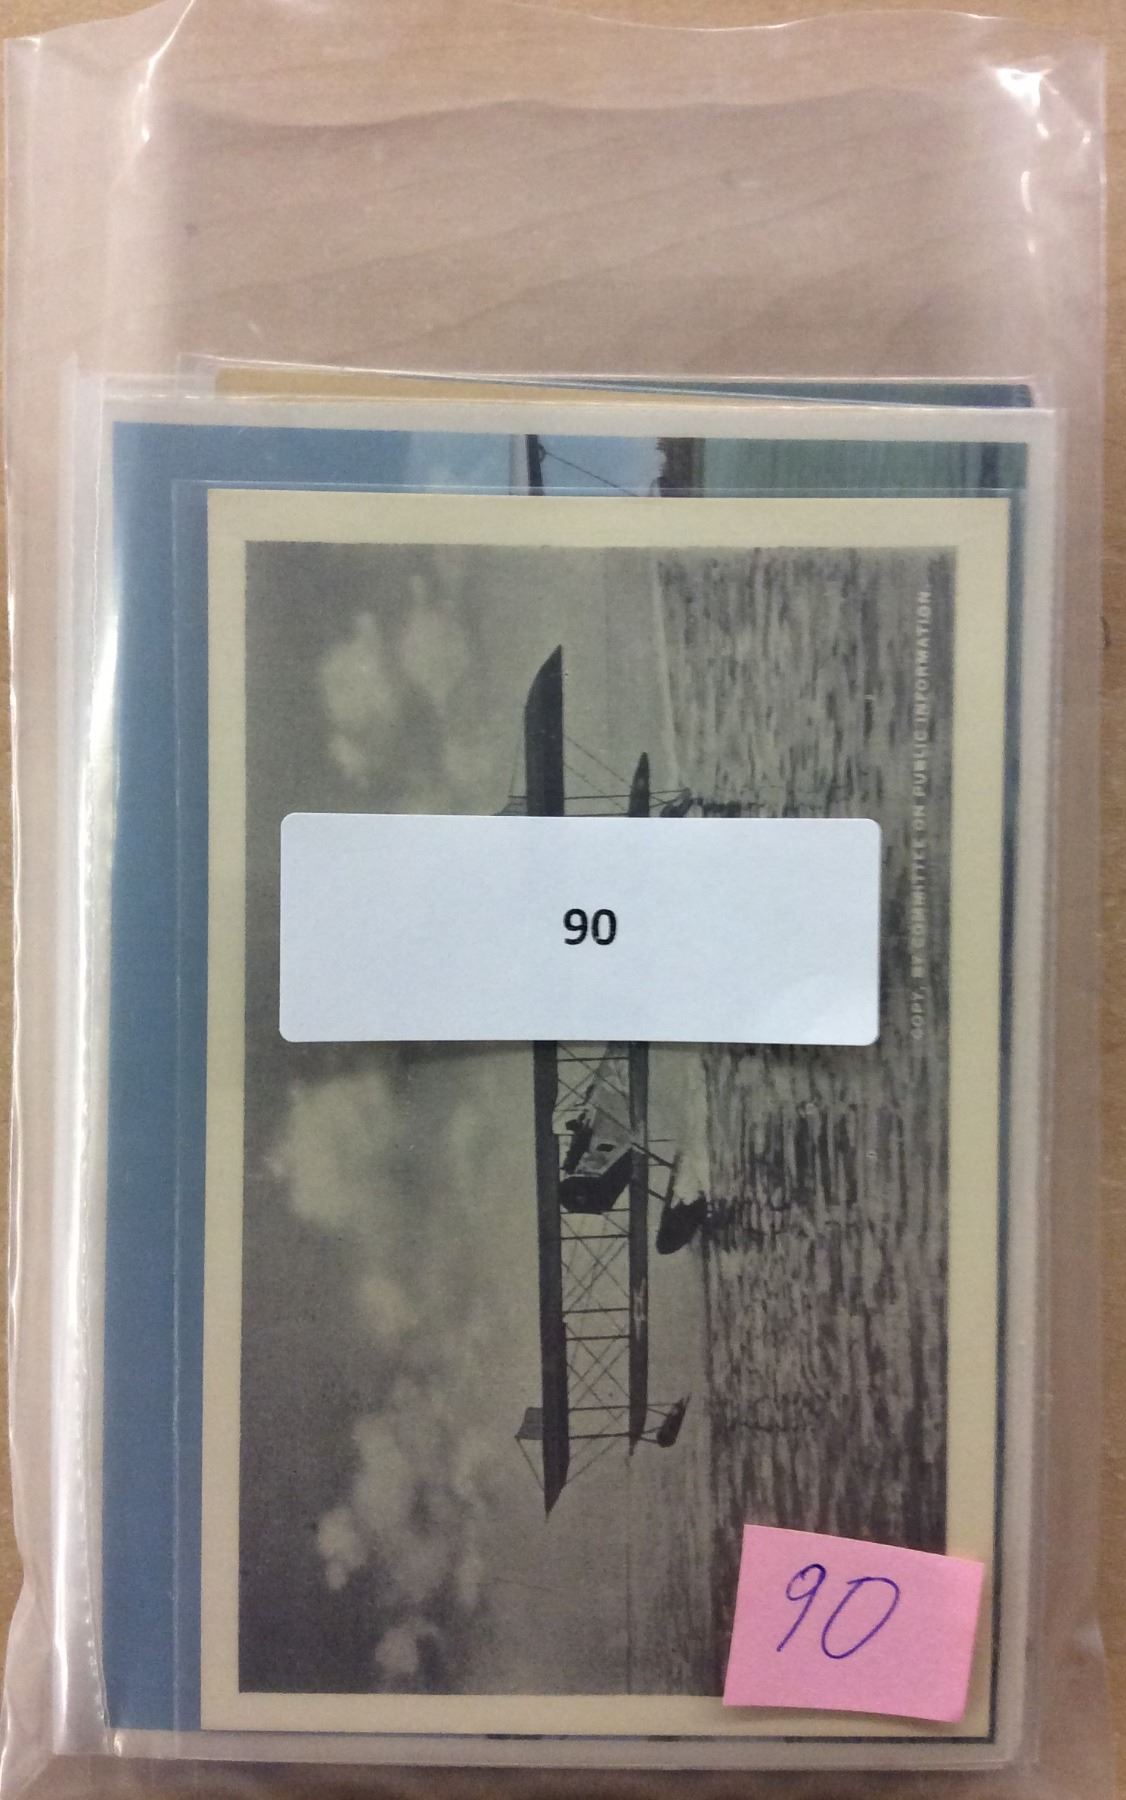 COPY. BY COMMITTEE ON PUBLIC INFORMATION.
90
90